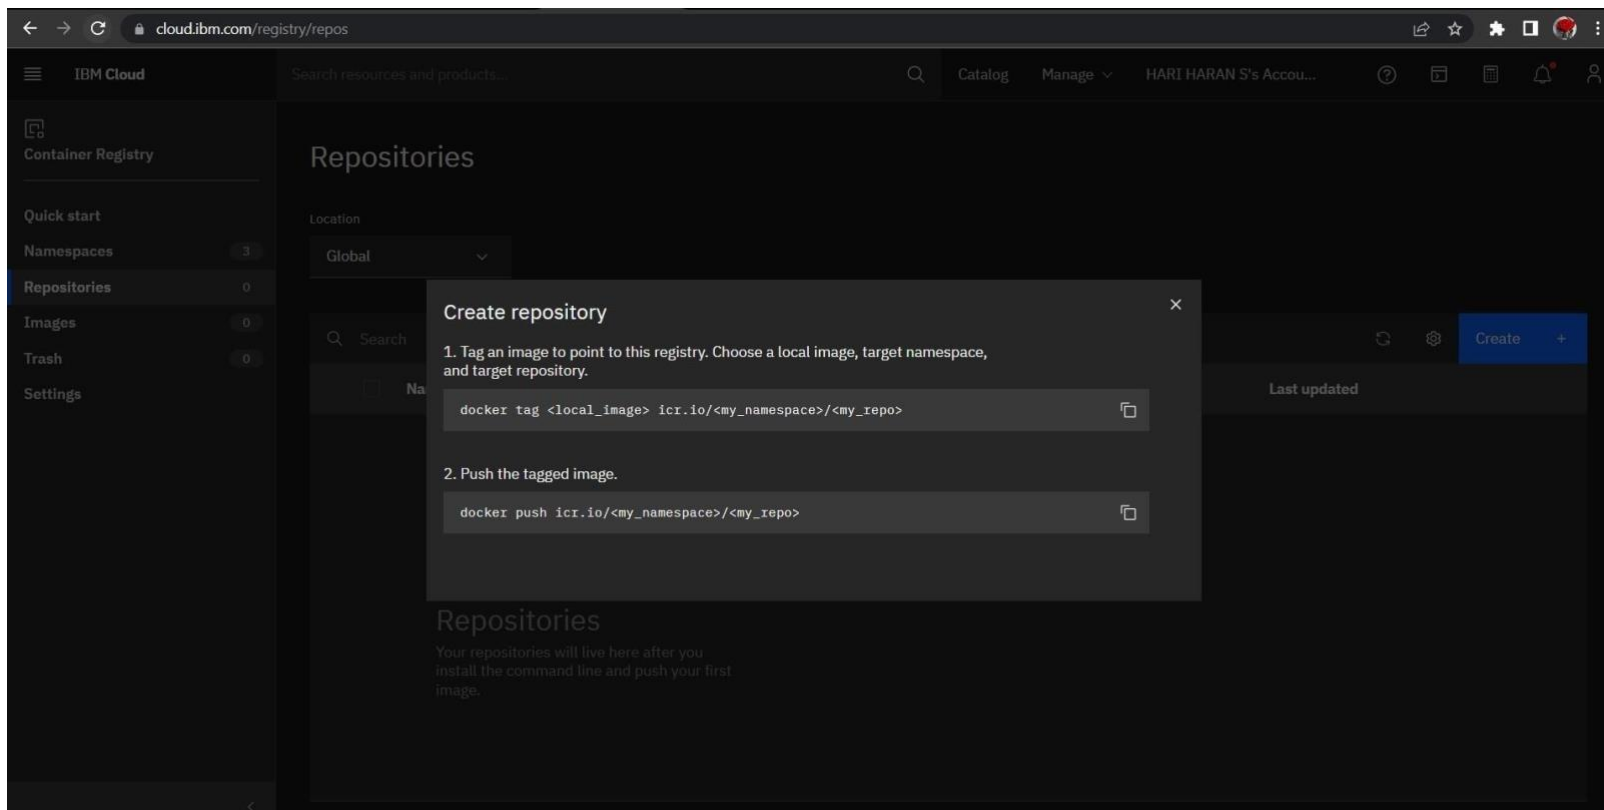 cloud.ibm.com/registry/repos
IBM Cloud
Search resources and products...
Catalog
Manage
HARI HARAN S's Accou...
Container Registry
Quick start
Namespaces 3
Repositories 0
Images 0
Trash 0
Settings
Repositories
Location
Global
Search
Create +
Na
Last updated
Create repository
1. Tag an image to point to this registry. Choose a local image, target namespace,
and target repository.
docker tag <local_image> icr.io/<my_namespace>/<my_repo>
2. Push the tagged image.
docker push icr.io/<my_namespace>/<my_repo>
Repositories
Your repositories will live here after you
install the command line and push your first
image.